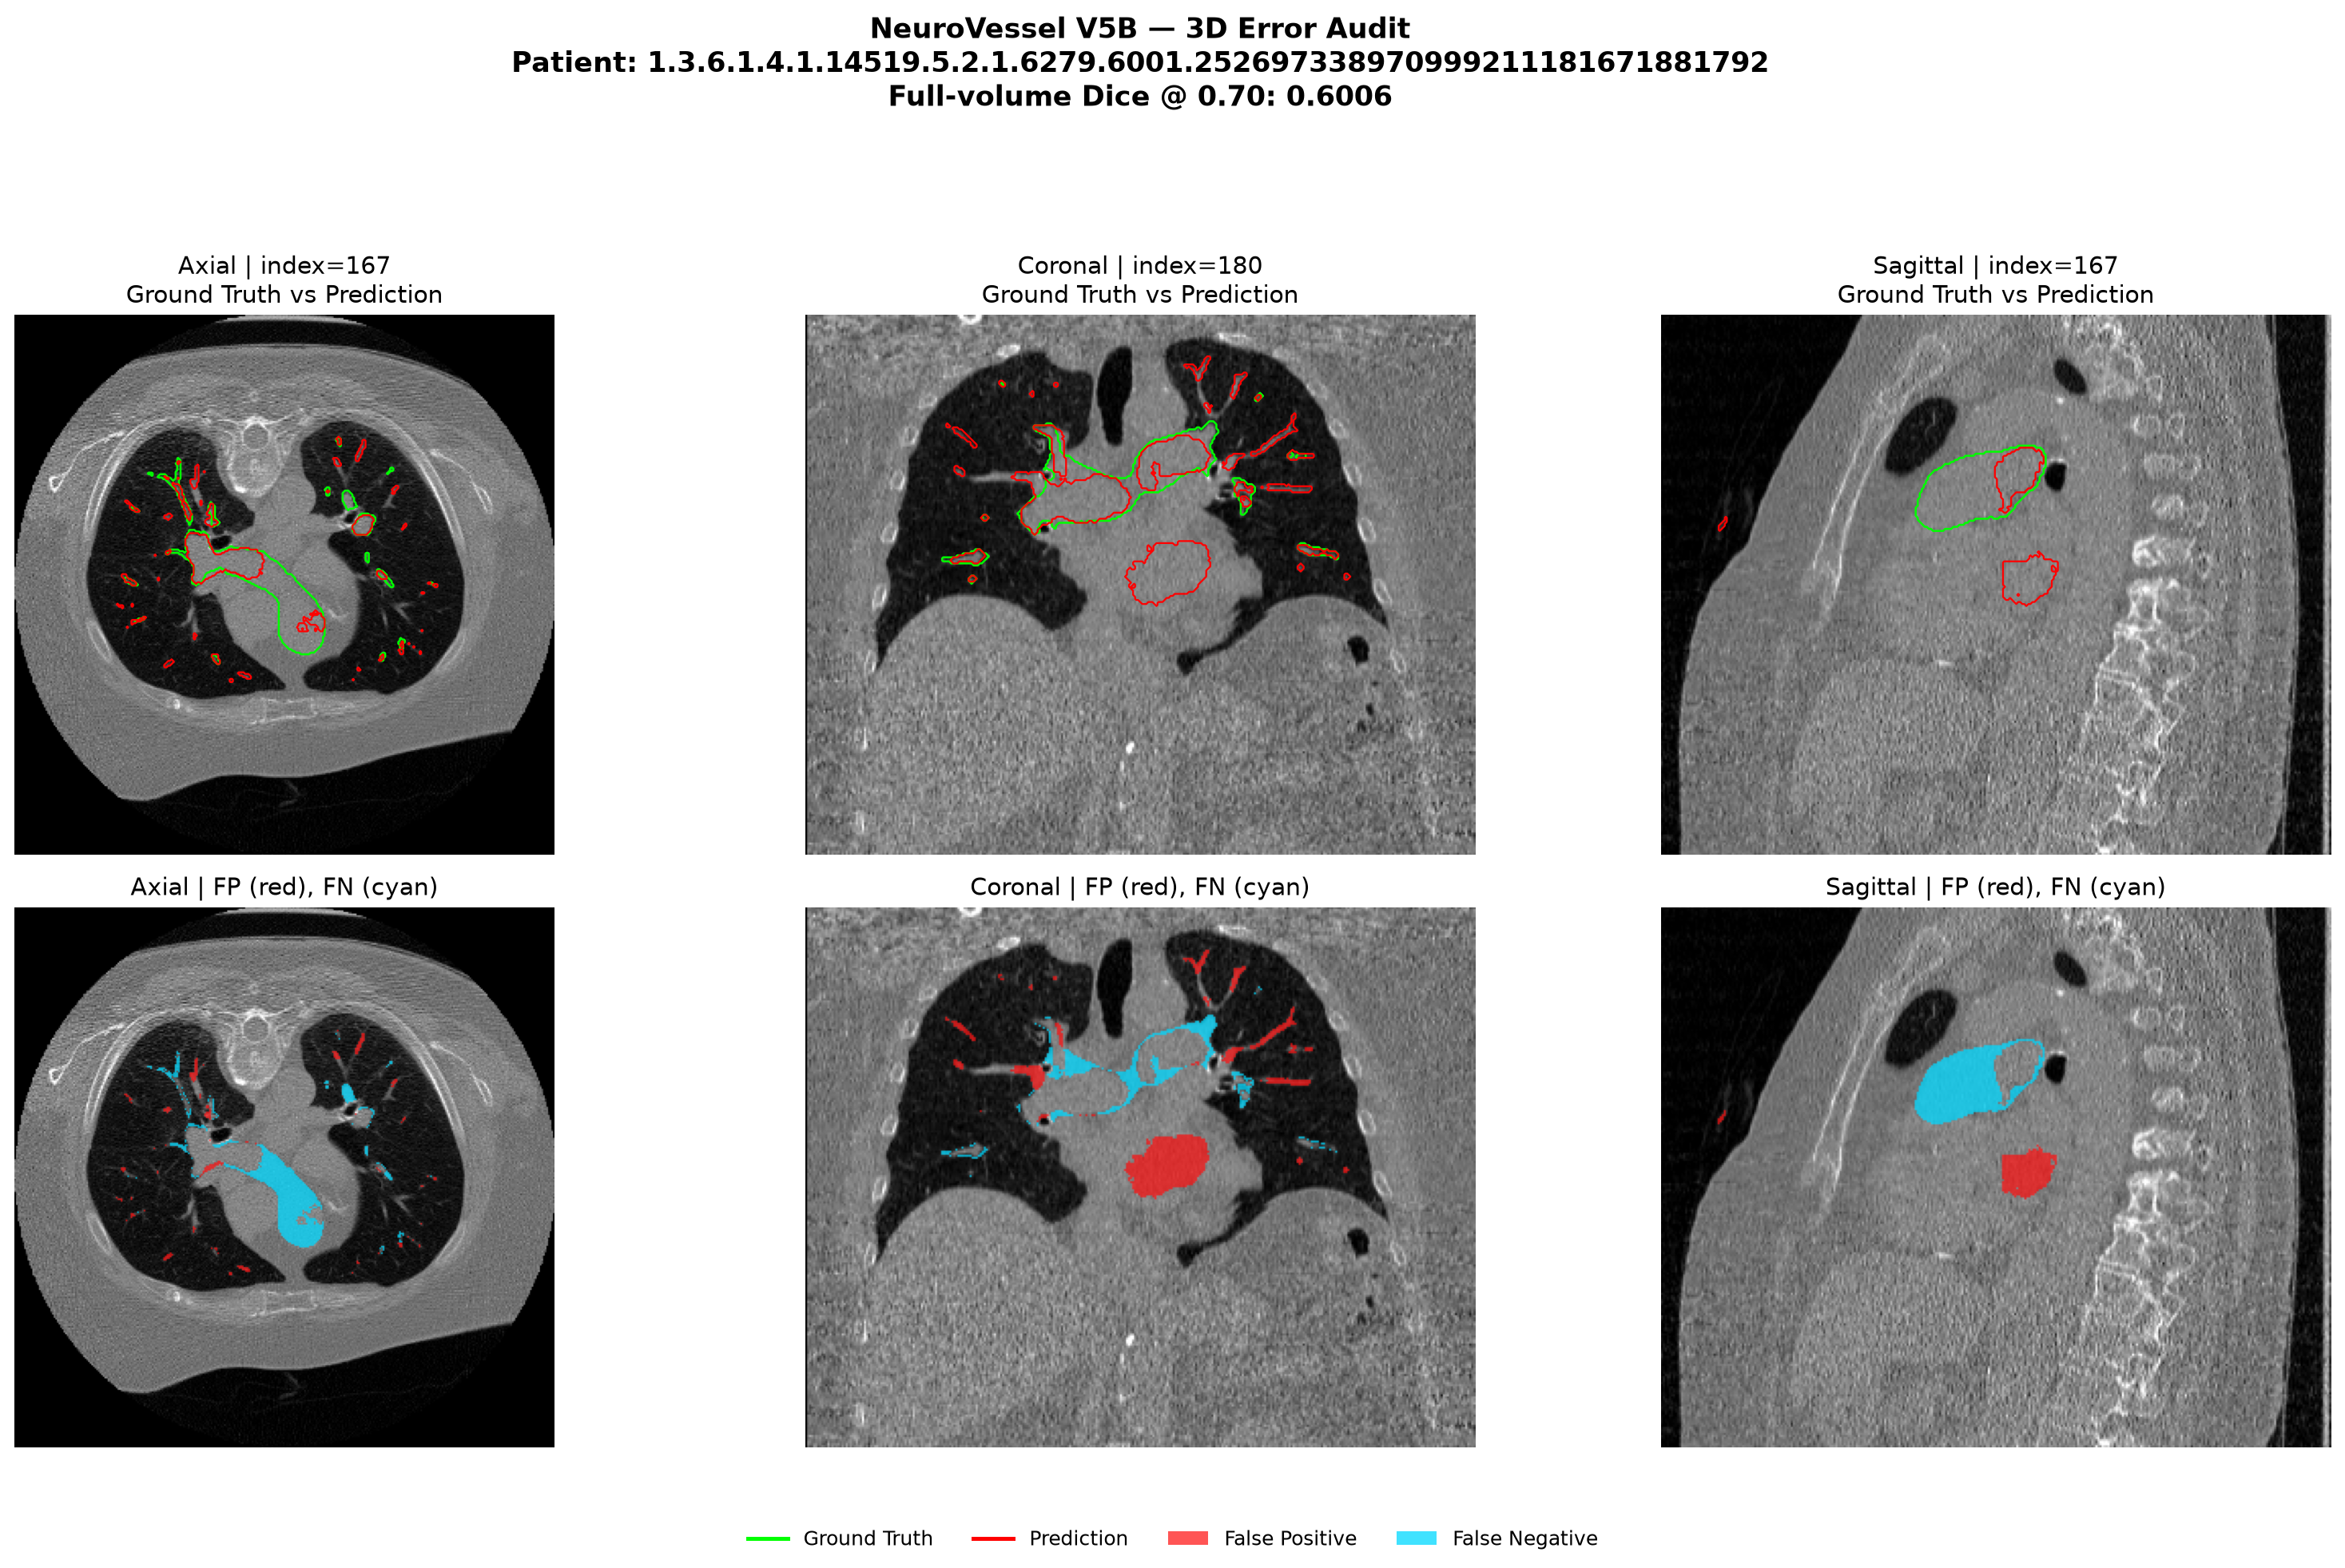 NeuroVessel V5B — 3D Error Audit
Patient: 1.3.6.1.4.1.14519.5.2.1.6279.6001.252697338970999211181671881792
Full-volume Dice @ 0.70: 0.6006
Axial | index=167
Ground Truth vs Prediction
Coronal | index=180
Ground Truth vs Prediction
Sagittal | index=167
Ground Truth vs Prediction
Axial | FP (red), FN (cyan)
Coronal | FP (red), FN (cyan)
Sagittal | FP (red), FN (cyan)
Ground Truth
Prediction
False Positive
False Negative